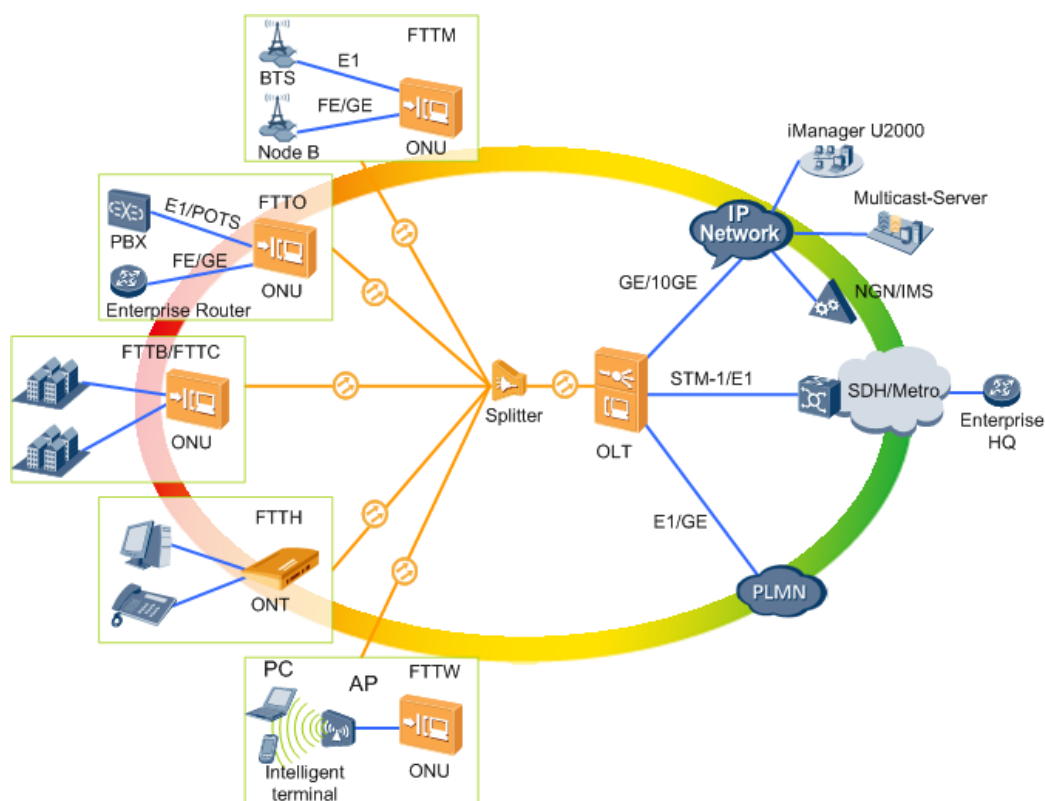 FTTM
BTS
E1
FE/GE
Node B
ONU
FTTO
E1/POTS
PBX
FE/GE
ONU
Enterprise Router
FTTB/FTTC
ONU
FTTH
ONT
PC
AP
FTTW
ONU
Intelligent
terminal
Splitter
OLT
GE/10GE
STM-1/E1
E1/GE
IP
Network
iManager U2000
Multicast-Server
NGN/IMS
SDH/Metro
Enterprise
HQ
PLMN